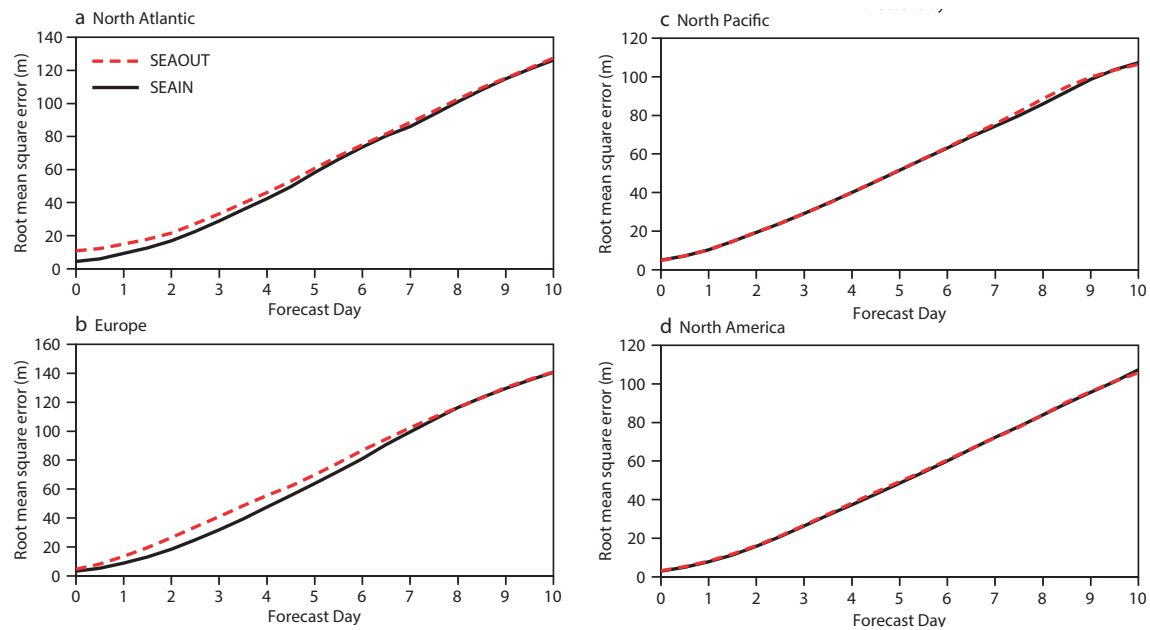 a North Atlantic
140
120
100
80
60
40
20
0
Root mean square error (m)
SEAOUT
SEAIN
0 1 2 3 4 5 6 7 8 9 10
Forecast Day
b Europe
160
140
120
100
80
60
40
20
0
Root mean square error (m)
0 1 2 3 4 5 6 7 8 9 10
Forecast Day
c North Pacific
120
100
80
60
40
20
0
Root mean square error (m)
0 1 2 3 4 5 6 7 8 9 10
Forecast Day
d North America
120
100
80
60
40
20
0
Root mean square error (m)
0 1 2 3 4 5 6 7 8 9 10
Forecast Day